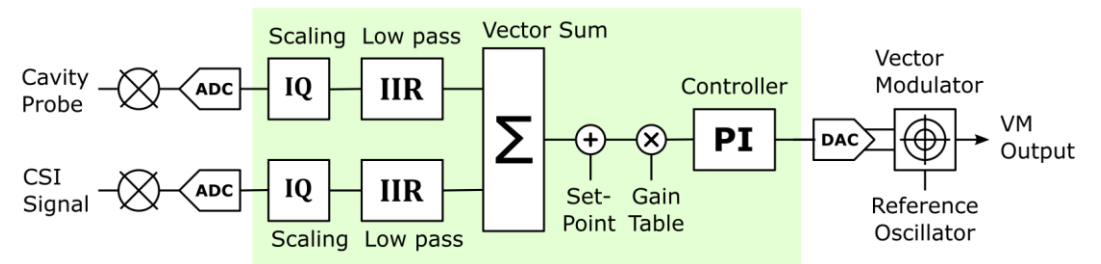 Scaling
Low pass
Vector Sum
Cavity
Probe
ADC
IQ
IIR
Controller
Vector
Modulator
Σ
+
×
PI
DAC
VM
Output
CSI
Signal
ADC
IQ
IIR
Set-
Point
Gain
Table
Reference
Oscillator
Scaling
Low pass